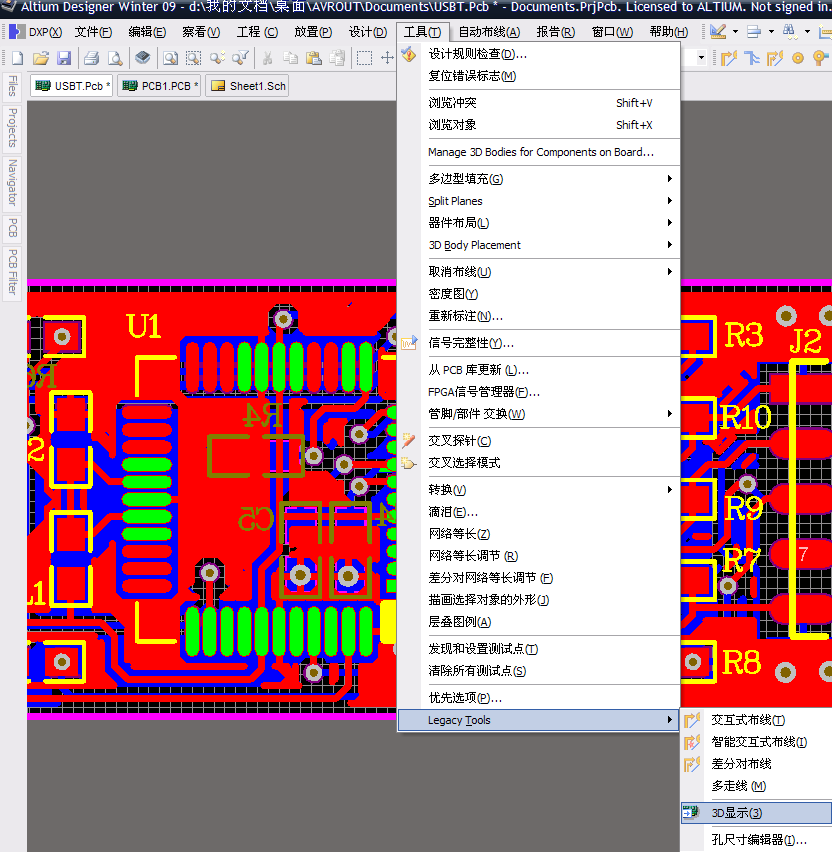 Altium Designer Winter 09 - d:\我的文档\桌面\AVROUT\Documents\USBT.Pcb * - Documents.PrjPcb. Licensed to ALTIUM. Not signed in.
DXP(X) 文件(F) 编辑(E) 察看(V) 工程(C) 放置(P) 设计(D) 工具(T) 自动布线(A) 报告(R) 窗口(W) 帮助(H)
USBT.Pcb * PCB1.PCB * Sheet1.Sch
Files
Projects
Navigator
PCB
PCB Filter
设计规则检查(D)...
复位错误标志(M)
浏览冲突 Shift+V
浏览对象 Shift+X
Manage 3D Bodies for Components on Board...
多边型填充(G)
Split Planes
器件布局(L)
3D Body Placement
取消布线(U)
密度图(Y)
重新标注(N)...
信号完整性(Y)...
从 PCB 库更新 (L)...
FPGA信号管理器(F)...
管脚/部件 交换(W)
交叉探针(C)
交叉选择模式
转换(V)
滴泪(E)...
网络等长(Z)
网络等长调节 (R)
差分对网络等长调节 (F)
描画选择对象的外形(J)
层叠图例(A)
发现和设置测试点(T)
清除所有测试点(S)
优先选项(P)...
Legacy Tools
交互式布线(T)
智能交互式布线(I)
差分对布线
多走线 (M)
3D显示(3)
孔尺寸编辑器(I)...
U1
R4
C5
R3
J2
R10
R9
R7
7
R8